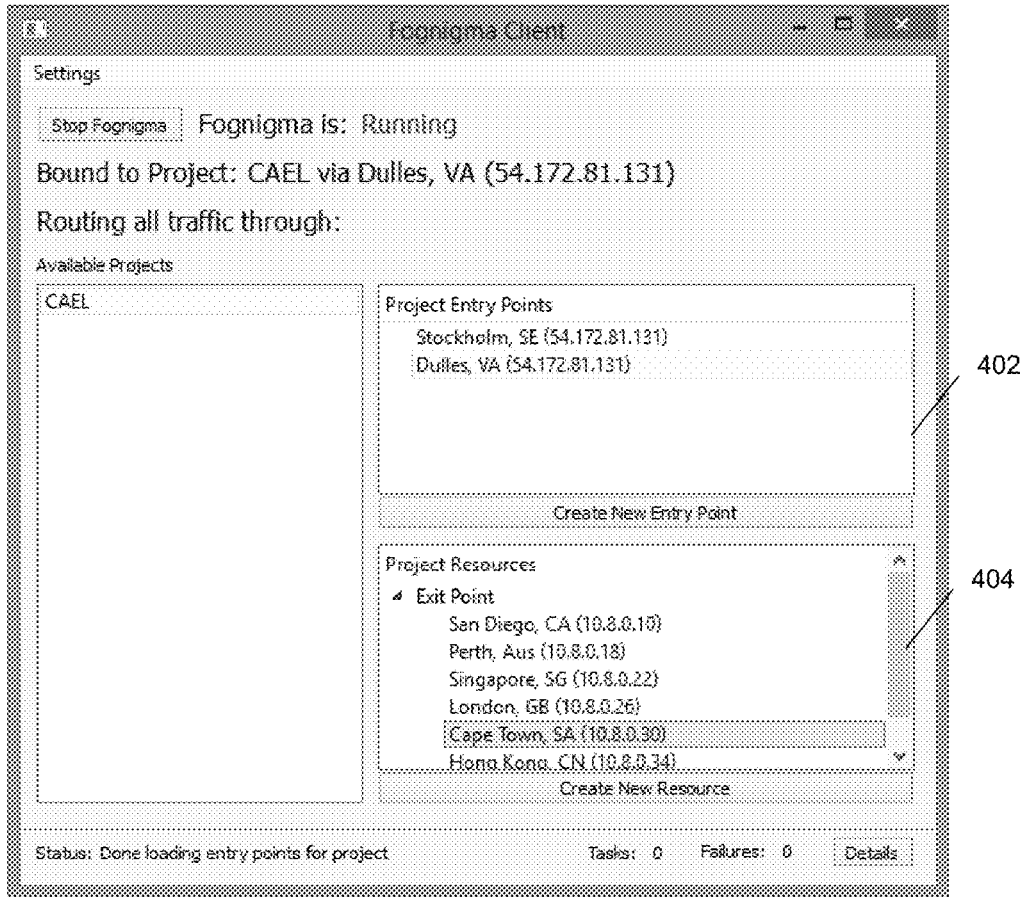 Fognigma Client
Settings
Stop Fognigma Fognigma is: Running
Bound to Project: CAEL via Dulles, VA (54.172.81.131)
Routing all traffic through:
Available Projects
CAEL
Project Entry Points
Stockholm, SE (54.172.81.131)
Dulles, VA (54.172.81.131)
402
Create New Entry Point
Project Resources
404
Exit Point
San Diego, CA (10.8.0.10)
Perth, Aus (10.8.0.18)
Singapore, SG (10.8.0.22)
London, GB (10.8.0.26)
Cape Town, SA (10.8.0.30)
Hong Kong, CN (10.8.0.34)
Create New Resource
Status: Done loading entry points for project Tasks: 0 Failures: 0 Details